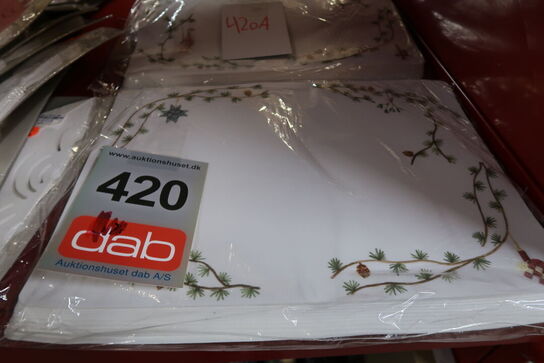 420A
www.auktionshuset.dk
420
dab
Auktionshuset dab A/S